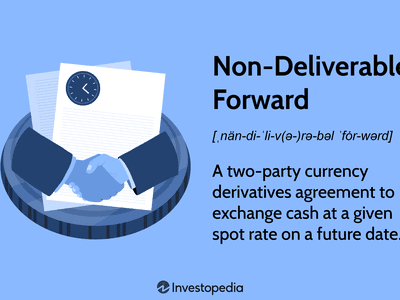 Non-Deliverable
Forward
[ˌnän-di-ˈli-v(ə-)rə-bəl ˈfȯr-wərd]
A two-party currency
derivatives agreement to
exchange cash at a given
spot rate on a future date.
Investopedia